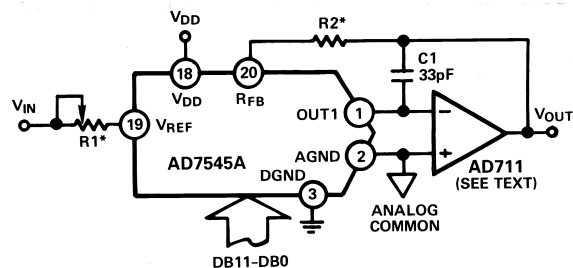 VDD
R2*
C1
33pF
18
VDD
20
RFB
VIN
R1*
19
VREF
OUT1
1
−
+
VOUT
AD7545A
AGND
2
AD711
(SEE TEXT)
DGND
3
ANALOG
COMMON
DB11–DB0